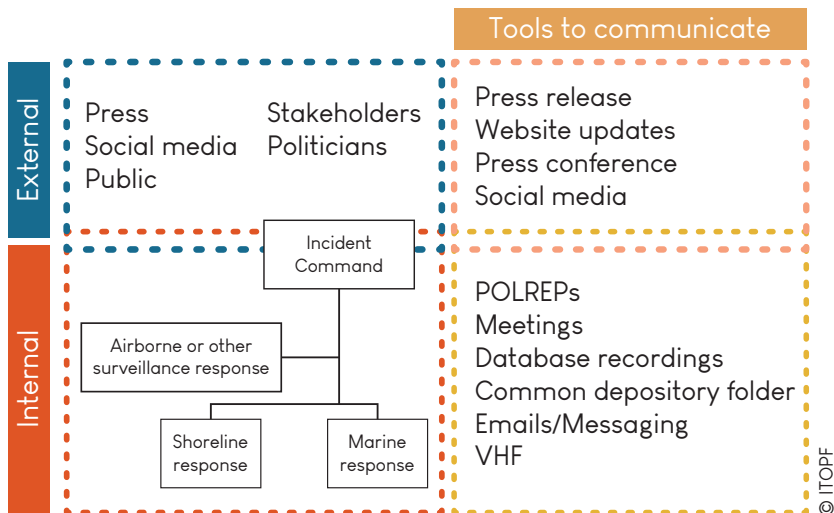 Tools to communicate
External
Press
Social media
Public
Stakeholders
Politicians
Press release
Website updates
Press conference
Social media
Internal
Incident
Command
Airborne or other
surveillance response
Shoreline
response
Marine
response
POLREPs
Meetings
Database recordings
Common depository folder
Emails/Messaging
VHF
© ITOPF